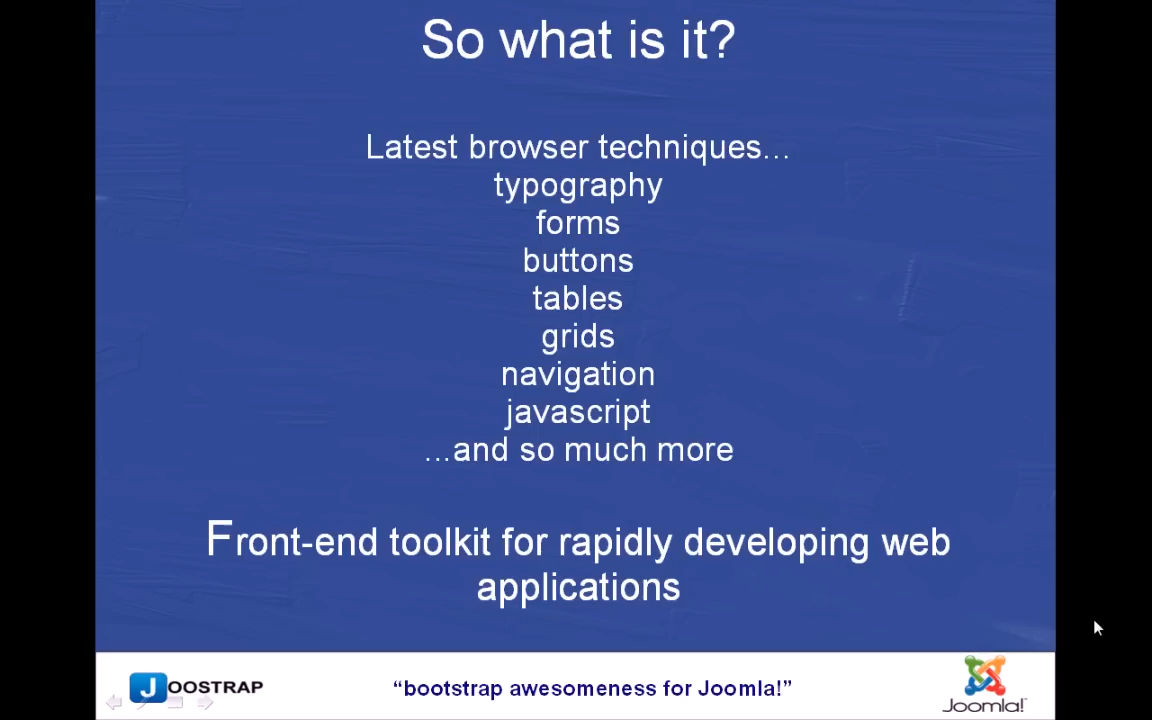 So what is it?
Latest browser techniques...
typography
forms
buttons
tables
grids
navigation
javascript
...and so much more
Front-end toolkit for rapidly developing web
applications
JOOSTRAP
“bootstrap awesomeness for Joomla!”
Joomla!